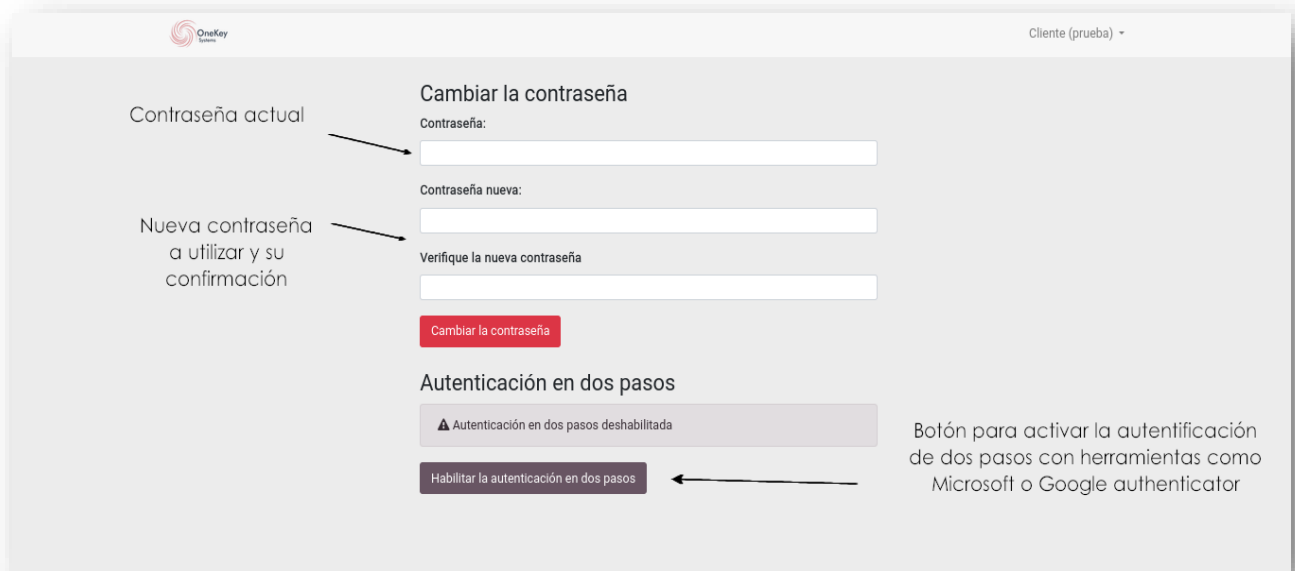 OneKey
Systems
Cliente (prueba)
Cambiar la contraseña
Contraseña actual
Contraseña:
Contraseña nueva:
Nueva contraseña
a utilizar y su
confirmación
Verifique la nueva contraseña
Cambiar la contraseña
Autenticación en dos pasos
Autenticación en dos pasos deshabilitada
Habilitar la autenticación en dos pasos
Botón para activar la autentificación
de dos pasos con herramientas como
Microsoft o Google authenticator